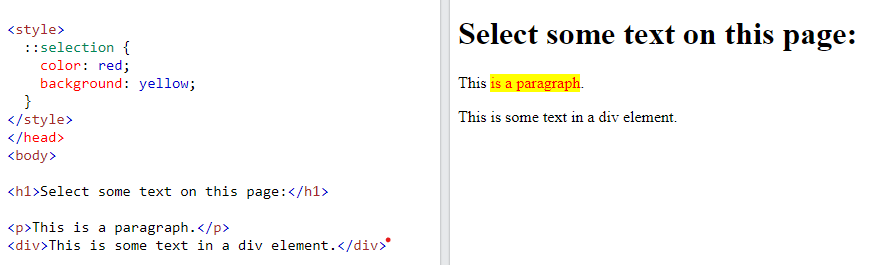 <style>
  ::selection {
    color: red;
    background: yellow;
  }
</style>
</head>
<body>

<h1>Select some text on this page:</h1>

<p>This is a paragraph.</p>
<div>This is some text in a div element.</div>

Select some text on this page:
This is a paragraph.
This is some text in a div element.